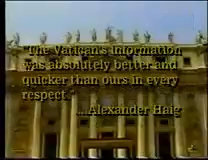 "The Vatican's information
was absolutely better and
quicker than ours in every
respect."
...Alexander Haig